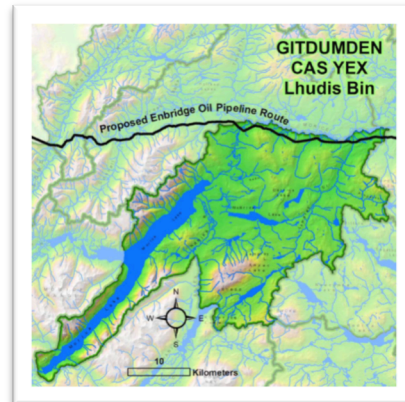 GITDUMDEN
CAS YEX
Lhudis Bin
Proposed Enbridge Oil Pipeline Route
N
W E
S
10
Kilometers